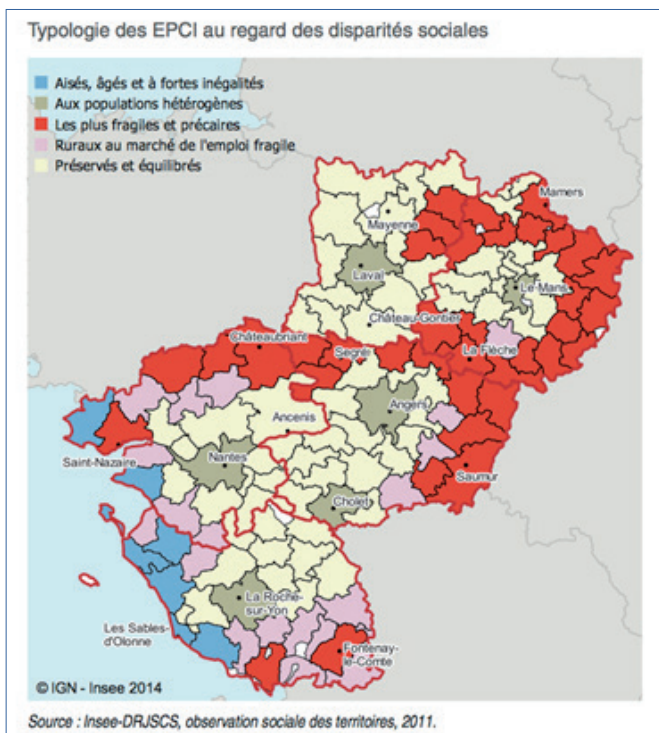 Typologie des EPCI au regard des disparités sociales
Aisés, âgés et à fortes inégalités
Aux populations hétérogènes
Les plus fragiles et précaires
Ruraux au marché de l'emploi fragile
Préservés et équilibrés
Mamers
Mayenne
Laval
Le Mans
Château-Gontier
Châteaubriant
Segré
La Flèche
Ancenis
Angers
Saint-Nazaire
Nantes
Saumur
Cholet
La Roche-
sur-Yon
Les Sables-
d'Olonne
Fontenay-
le-Comte
© IGN - Insee 2014
Source : Insee-DRJSCS, observation sociale des territoires, 2011.